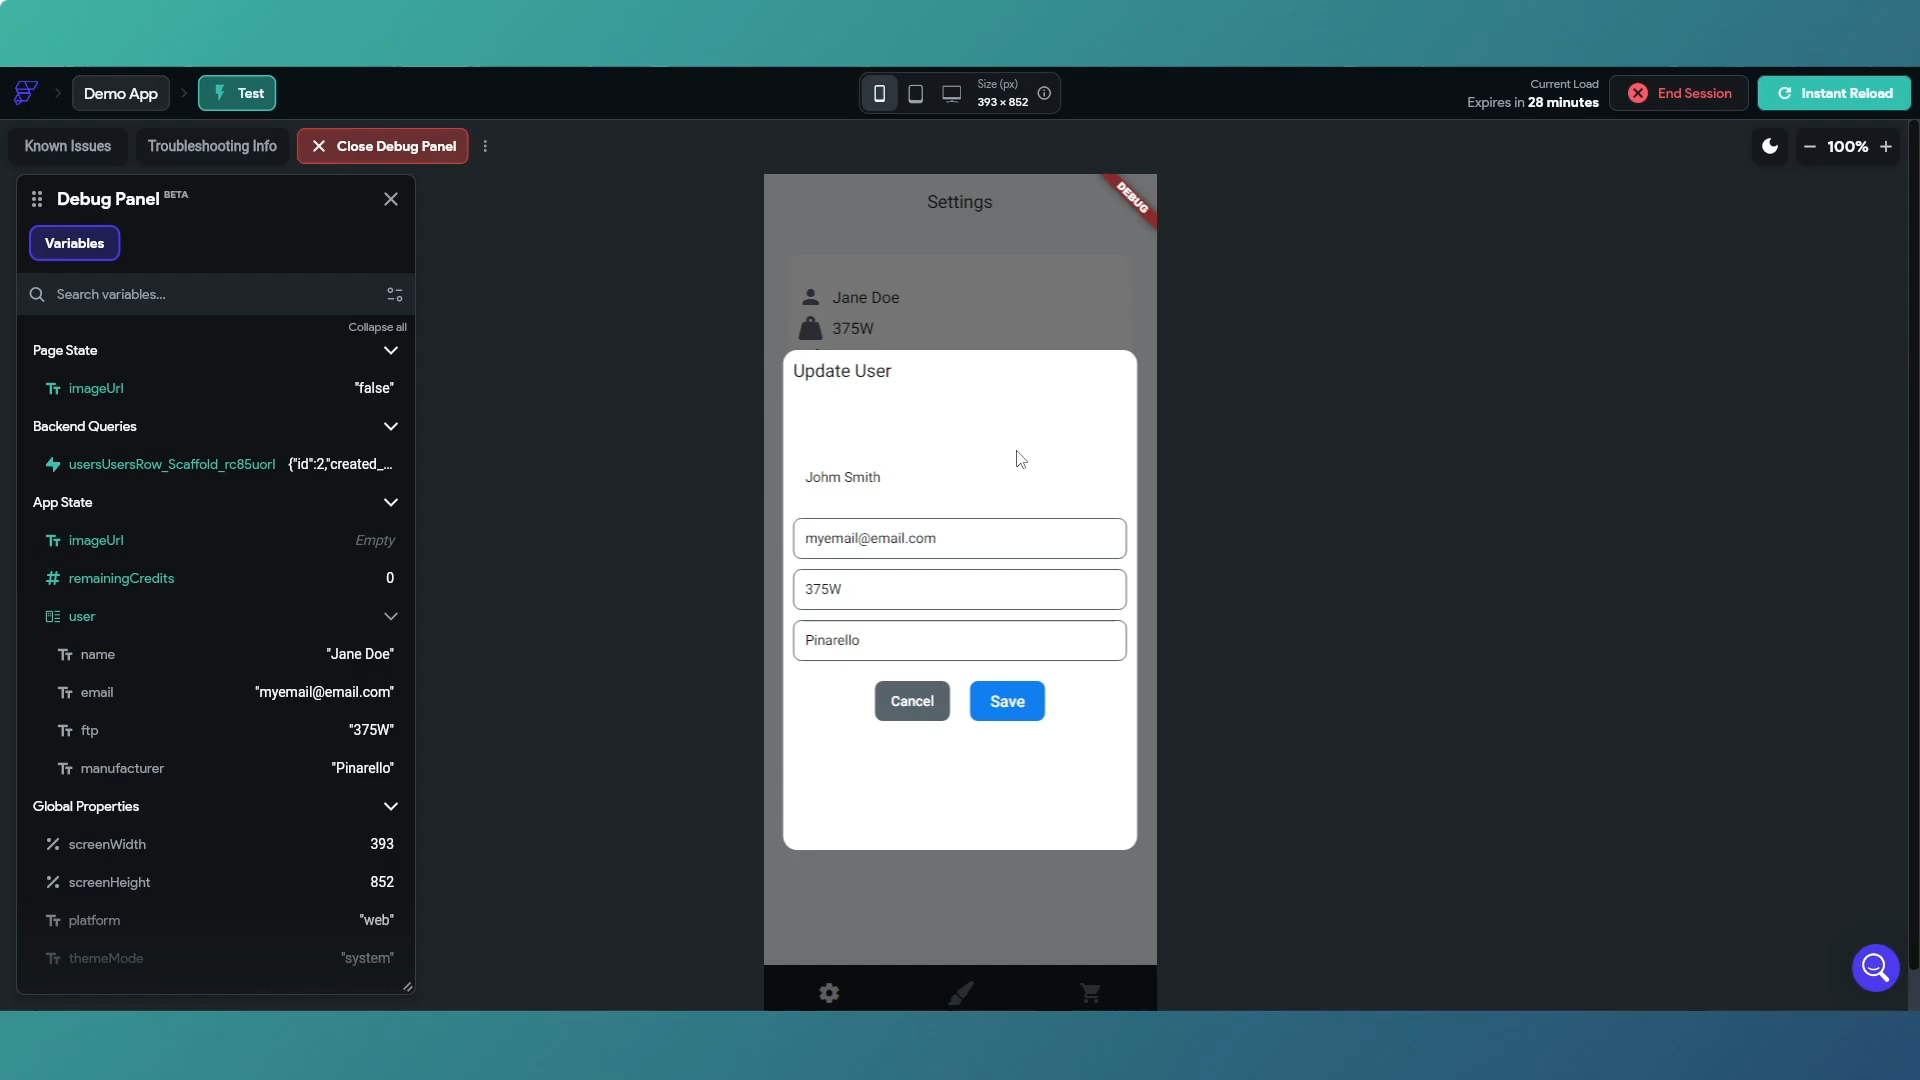 Demo App
Test
Size (px)
393 × 852
Current Load
Expires in 28 minutes
End Session
Instant Reload
Known Issues
Troubleshooting Info
Close Debug Panel
100%
Debug Panel BETA
Variables
Search variables...
Collapse all
Page State
imageUrl "false"
Backend Queries
usersUsersRow_Scaffold_rc85uorl {"id":2,"created_...
App State
imageUrl Empty
remainingCredits 0
user
name "Jane Doe"
email "myemail@email.com"
ftp "375W"
manufacturer "Pinarello"
Global Properties
screenWidth 393
screenHeight 852
platform "web"
themeMode "system"
Settings
DEBUG
Jane Doe
375W
Update User
Johm Smith
myemail@email.com
375W
Pinarello
Cancel
Save